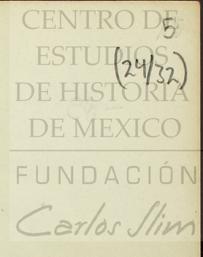 CENTRO DE
5
ESTUDIOS
(24/32)
DE HISTORIA
DE MEXICO
FUNDACIÓN
Carlos Slim